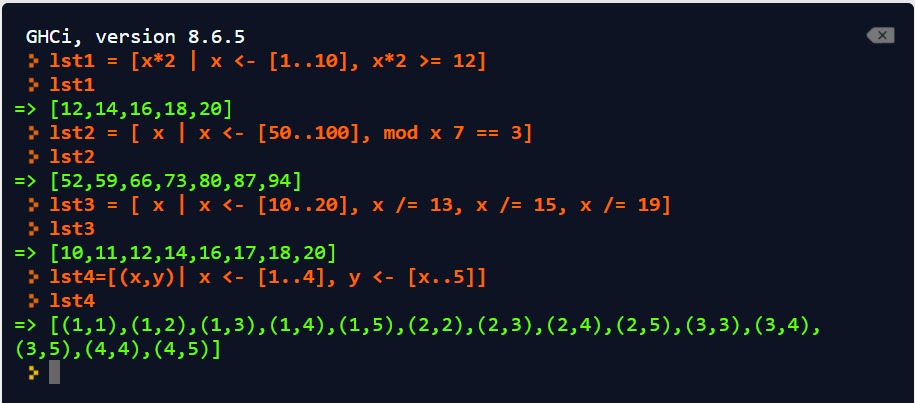 GHCi, version 8.6.5
lst1 = [x*2 | x <- [1..10], x*2 >= 12]
lst1
=> [12,14,16,18,20]
lst2 = [ x | x <- [50..100], mod x 7 == 3]
lst2
=> [52,59,66,73,80,87,94]
lst3 = [ x | x <- [10..20], x /= 13, x /= 15, x /= 19]
lst3
=> [10,11,12,14,16,17,18,20]
lst4=[(x,y)| x <- [1..4], y <- [x..5]]
lst4
=> [(1,1),(1,2),(1,3),(1,4),(1,5),(2,2),(2,3),(2,4),(2,5),(3,3),(3,4),
(3,5),(4,4),(4,5)]